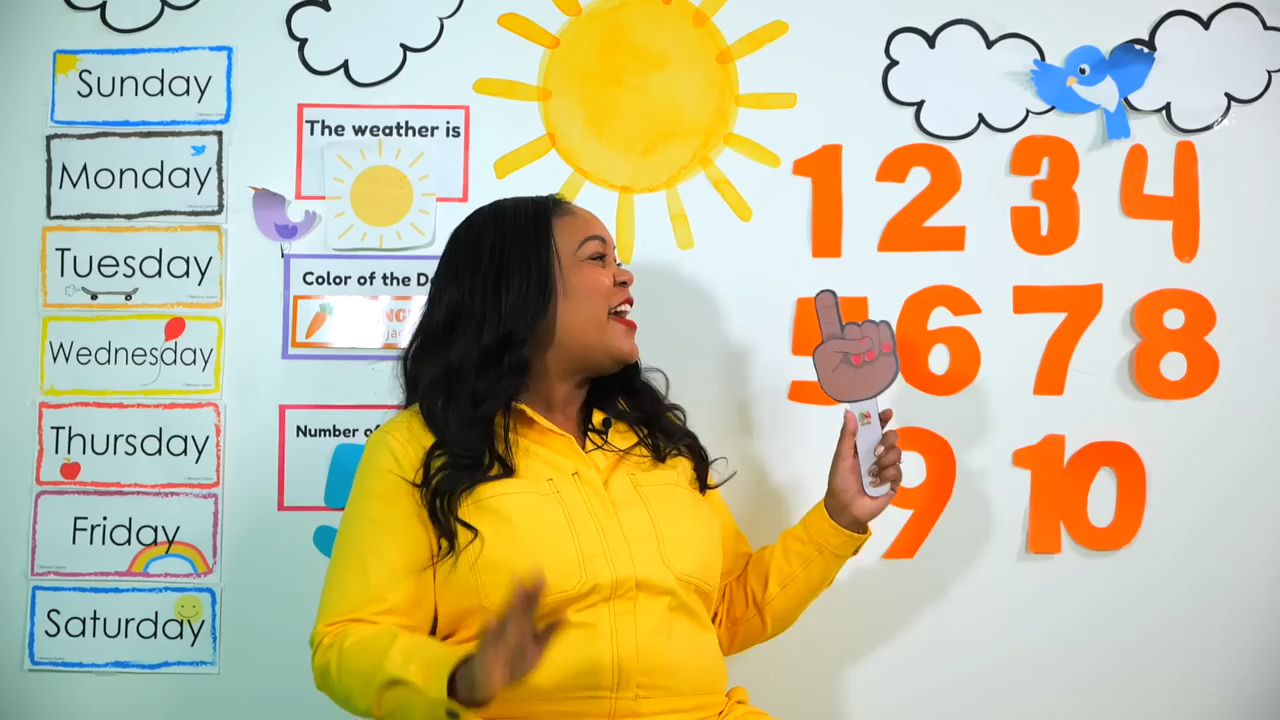 Sunday
Monday
Tuesday
Wednesday
Thursday
Friday
Saturday
The weather is
Color of the
Number
1 2 3 4
5 6 7 8
9 10